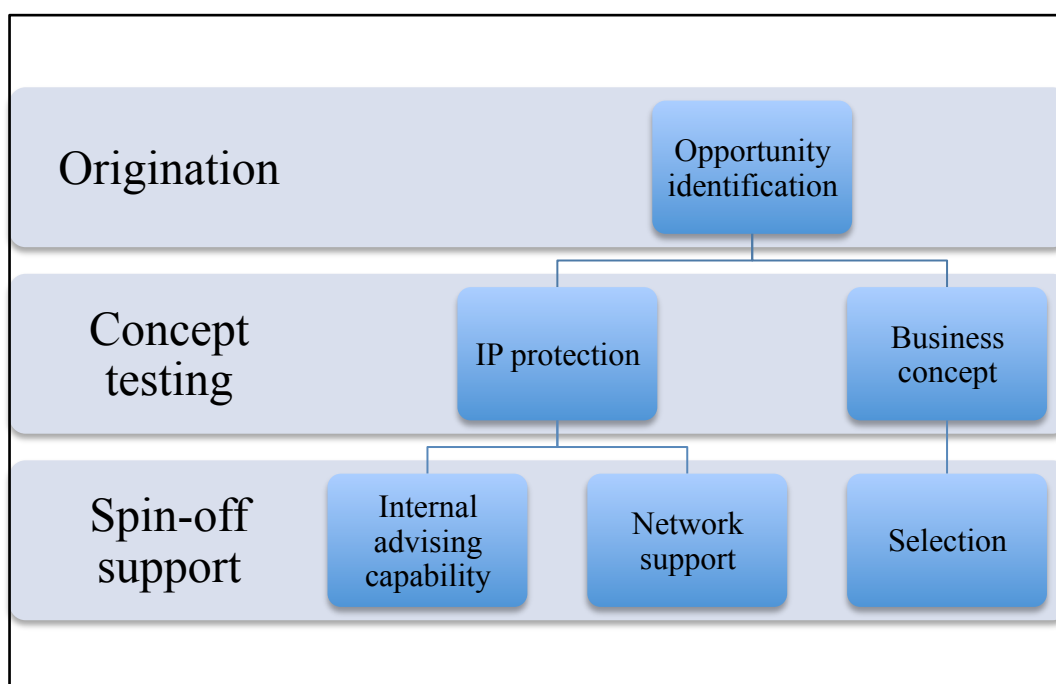 Origination
Opportunity
identification
Concept
testing
IP protection
Business
concept
Spin-off
support
Internal
advising
capability
Network
support
Selection